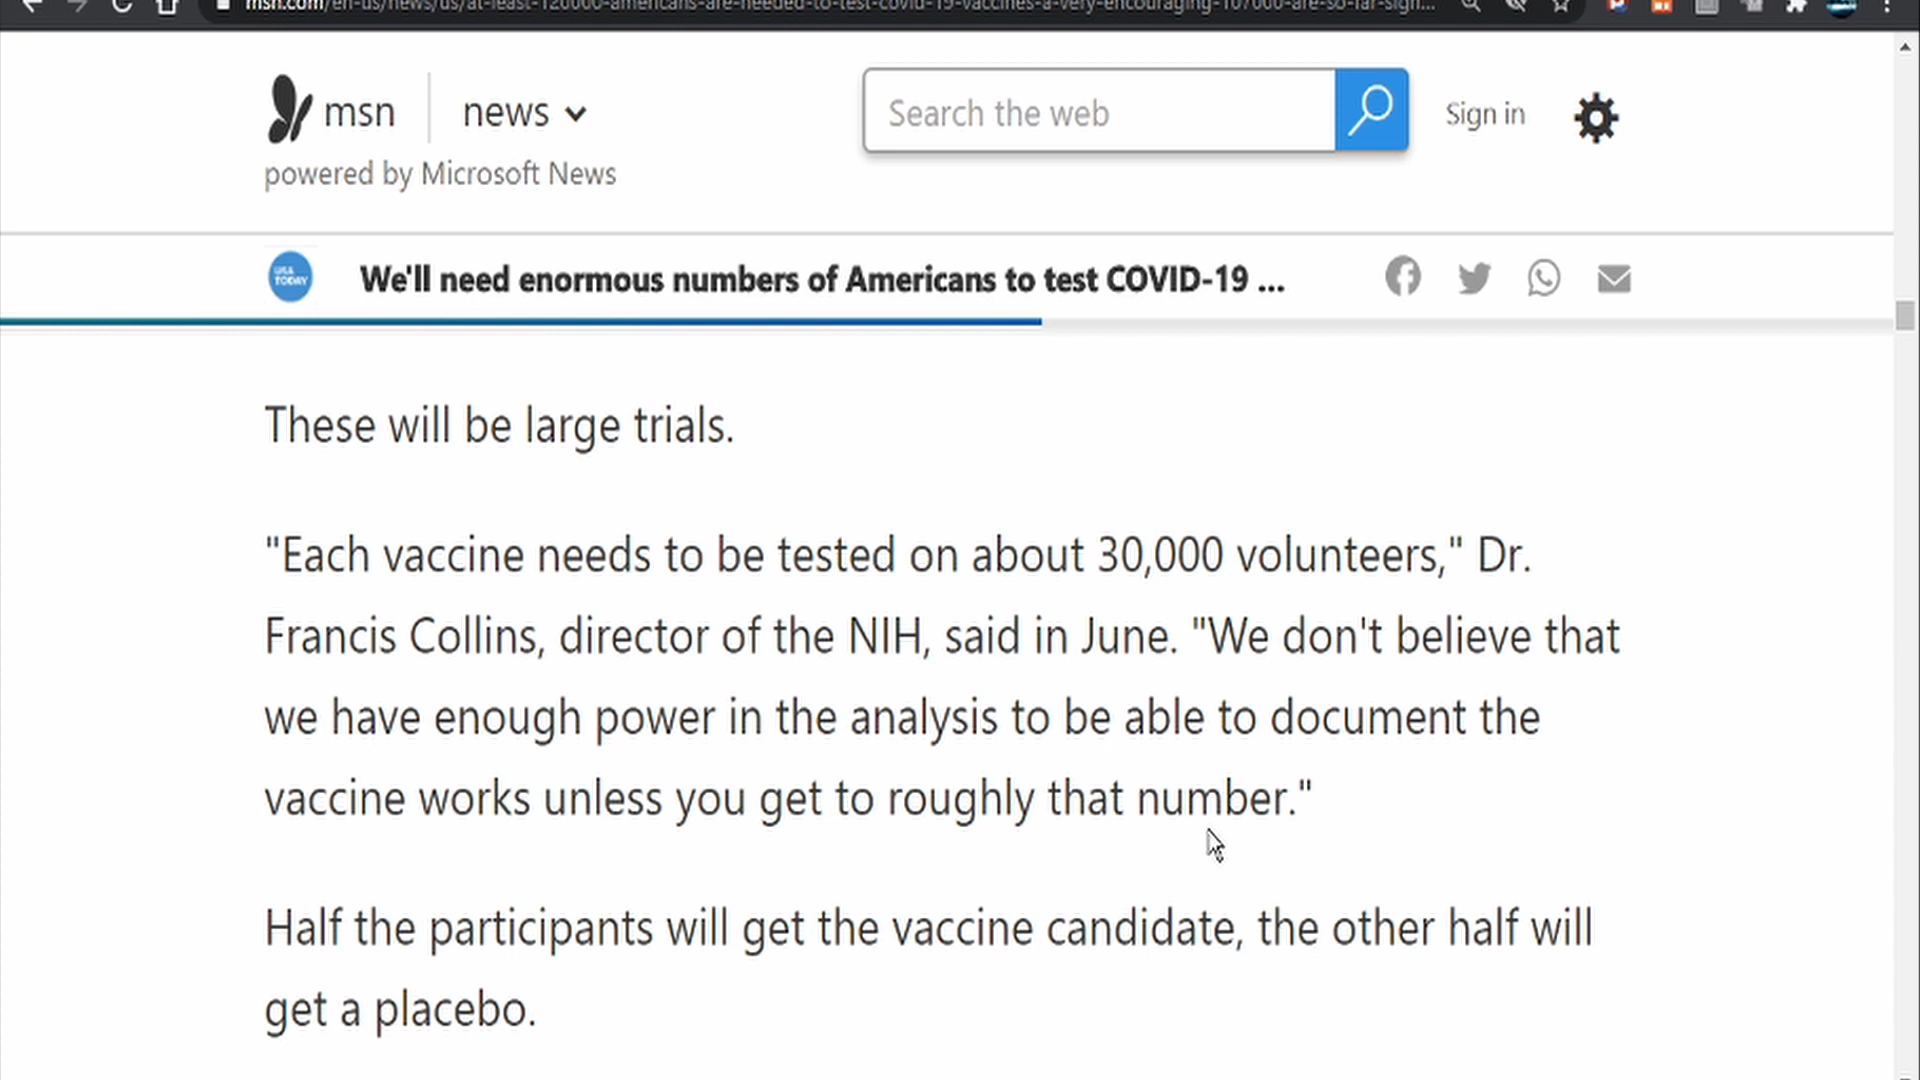 msn.com/en-us/news/us/at-least-120000-americans-are-needed-to-test-covid-19-vaccines-a-very-encouraging-107000-are-so-far-sign...
msn news
Search the web
Sign in
powered by Microsoft News
USA TODAY
We'll need enormous numbers of Americans to test COVID-19 ...
These will be large trials.
"Each vaccine needs to be tested on about 30,000 volunteers," Dr.
Francis Collins, director of the NIH, said in June. "We don't believe that
we have enough power in the analysis to be able to document the
vaccine works unless you get to roughly that number."
Half the participants will get the vaccine candidate, the other half will
get a placebo.